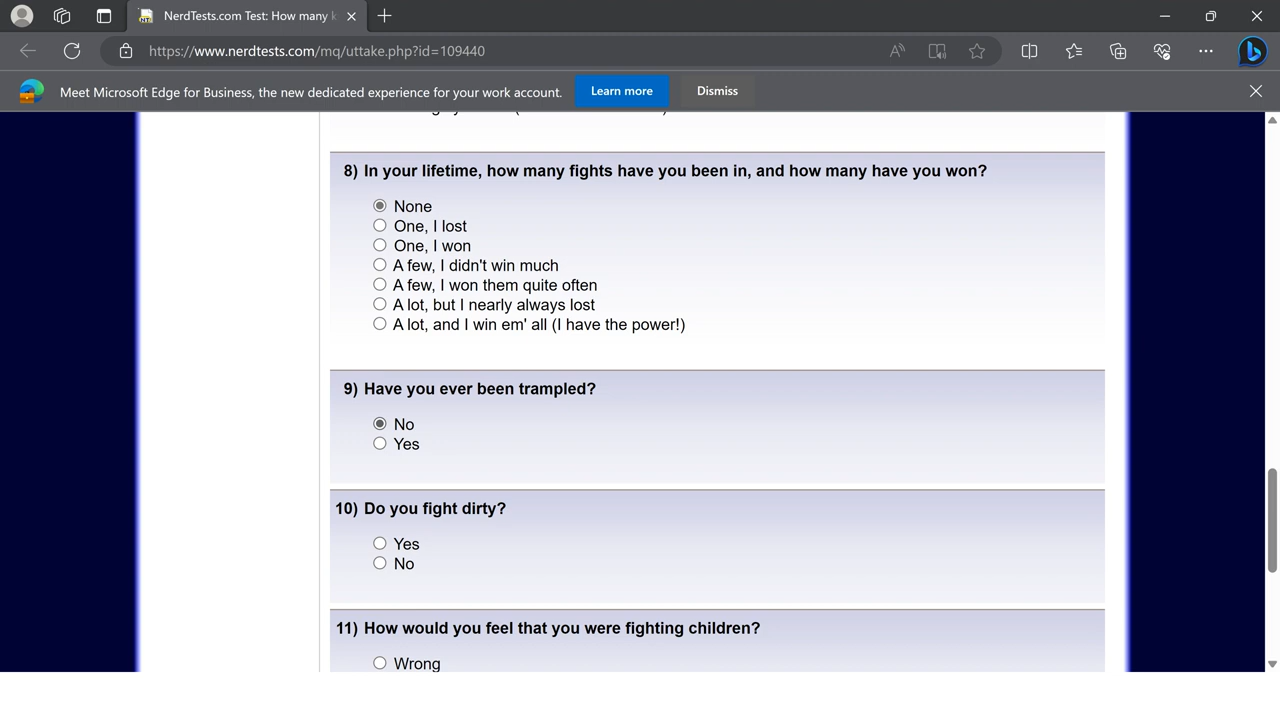 NerdTests.com Test: How many
https://www.nerdtests.com/mq/uttake.php?id=109440
Meet Microsoft Edge for Business, the new dedicated experience for your work account.
Learn more
Dismiss
8) In your lifetime, how many fights have you been in, and how many have you won?
None
One, I lost
One, I won
A few, I didn't win much
A few, I won them quite often
A lot, but I nearly always lost
A lot, and I win em' all (I have the power!)
9) Have you ever been trampled?
No
Yes
10) Do you fight dirty?
Yes
No
11) How would you feel that you were fighting children?
Wrong